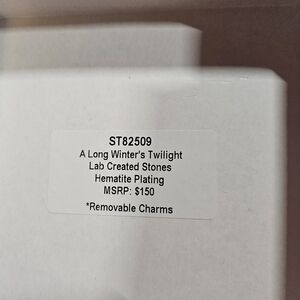 ST82509
A Long Winter's Twilight
Lab Created Stones
Hematite Plating
MSRP: $150
*Removable Charms